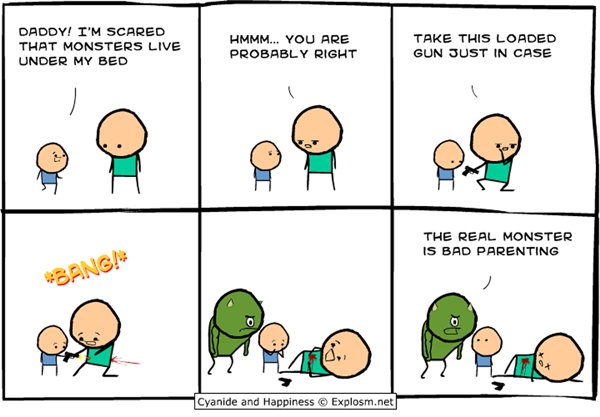 DADDY! I'M SCARED
THAT MONSTERS LIVE
UNDER MY BED
HMMM... YOU ARE
PROBABLY RIGHT
TAKE THIS LOADED
GUN JUST IN CASE
*BANG!*
THE REAL MONSTER
IS BAD PARENTING
Cyanide and Happiness © Explosm.net